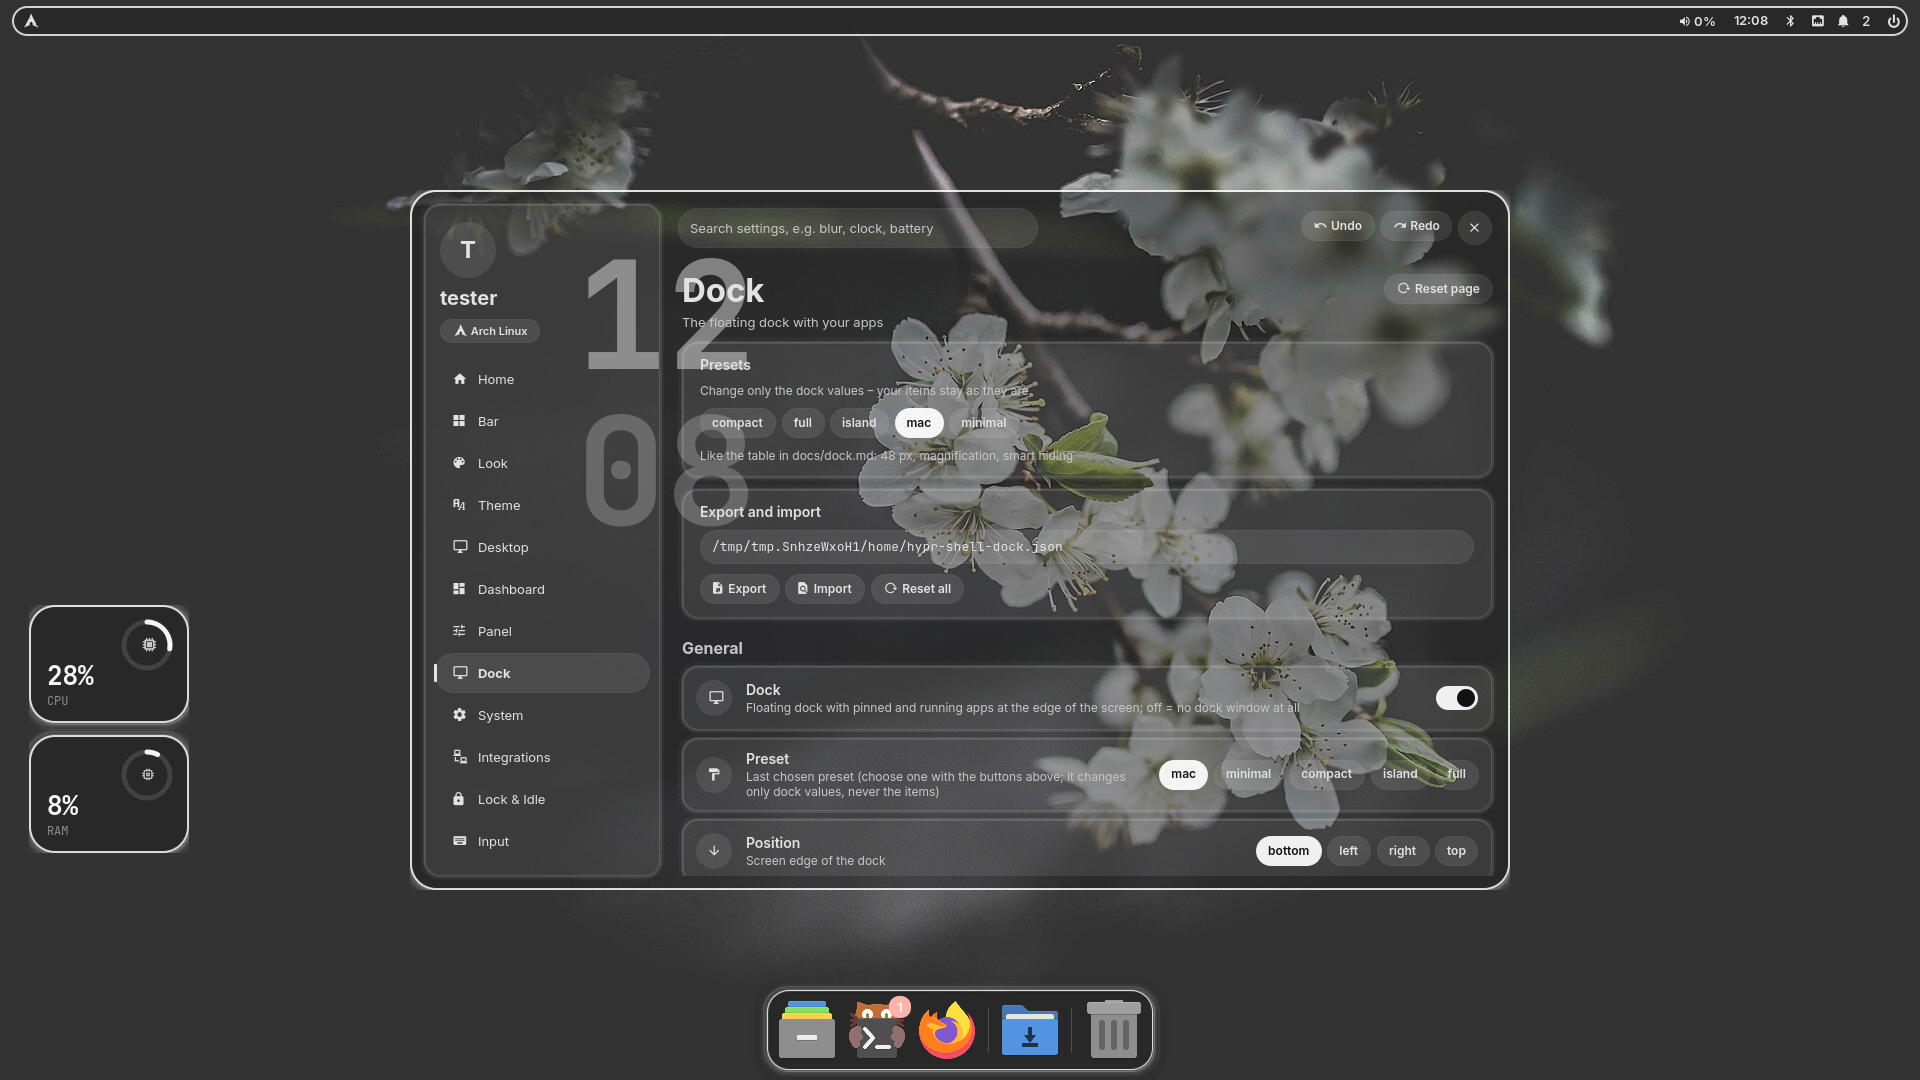 0%
12:08
2
Search settings, e.g. blur, clock, battery
Undo
Redo
T
tester
Arch Linux
12
08
Dock
Reset page
The floating dock with your apps
Home
Bar
Look
Theme
Desktop
Dashboard
Panel
Dock
System
Integrations
Lock & Idle
Input
Presets
Change only the dock values – your items stay as they are.
compact
full
island
mac
minimal
Like the table in docs/dock.md: 48 px, magnification, smart hiding
Export and import
/tmp/tmp.SnhzeWxoH1/home/hypr-shell-dock.json
Export
Import
Reset all
General
Dock
Floating dock with pinned and running apps at the edge of the screen; off = no dock window at all
Preset
Last chosen preset (choose one with the buttons above; it changes
only dock values, never the items)
mac
minimal
compact
island
full
Position
Screen edge of the dock
bottom
left
right
top
28%
CPU
8%
RAM
1